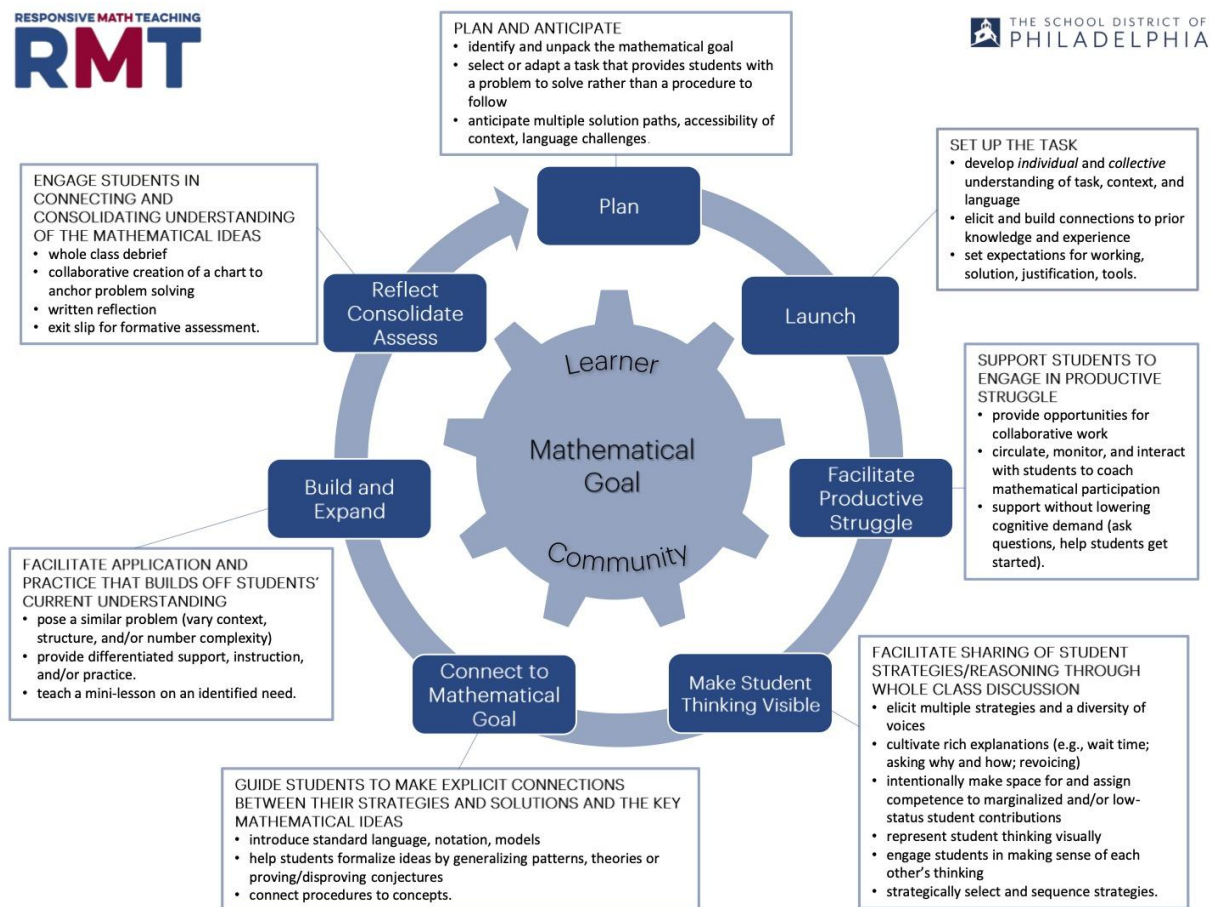 RESPONSIVE MATH TEACHING
RMT
THE SCHOOL DISTRICT OF
PHILADELPHIA
PLAN AND ANTICIPATE
• identify and unpack the mathematical goal
• select or adapt a task that provides students with
a problem to solve rather than a procedure to
follow
• anticipate multiple solution paths, accessibility of
context, language challenges.
Plan
SET UP THE TASK
• develop individual and collective
understanding of task, context, and
language
• elicit and build connections to prior
knowledge and experience
• set expectations for working,
solution, justification, tools.
Launch
SUPPORT STUDENTS TO
ENGAGE IN PRODUCTIVE
STRUGGLE
• provide opportunities for
collaborative work
• circulate, monitor, and interact
with students to coach
mathematical participation
• support without lowering
cognitive demand (ask
questions, help students get
started).
Facilitate
Productive
Struggle
FACILITATE SHARING OF STUDENT
STRATEGIES/REASONING THROUGH
WHOLE CLASS DISCUSSION
• elicit multiple strategies and a diversity of
voices
• cultivate rich explanations (e.g., wait time;
asking why and how; revoicing)
• intentionally make space for and assign
competence to marginalized and/or low-
status student contributions
• represent student thinking visually
• engage students in making sense of each
other's thinking
• strategically select and sequence strategies.
Make Student
Thinking Visible
Connect to
Mathematical
Goal
GUIDE STUDENTS TO MAKE EXPLICIT CONNECTIONS
BETWEEN THEIR STRATEGIES AND SOLUTIONS AND THE KEY
MATHEMATICAL IDEAS
• introduce standard language, notation, models
• help students formalize ideas by generalizing patterns, theories or
proving/disproving conjectures
• connect procedures to concepts.
Build and
Expand
FACILITATE APPLICATION AND
PRACTICE THAT BUILDS OFF STUDENTS'
CURRENT UNDERSTANDING
• pose a similar problem (vary context,
structure, and/or number complexity)
• provide differentiated support, instruction,
and/or practice.
• teach a mini-lesson on an identified need.
Reflect
Consolidate
Assess
ENGAGE STUDENTS IN
CONNECTING AND
CONSOLIDATING UNDERSTANDING
OF THE MATHEMATICAL IDEAS
• whole class debrief
• collaborative creation of a chart to
anchor problem solving
• written reflection
• exit slip for formative assessment.
Learner
Mathematical
Goal
Community